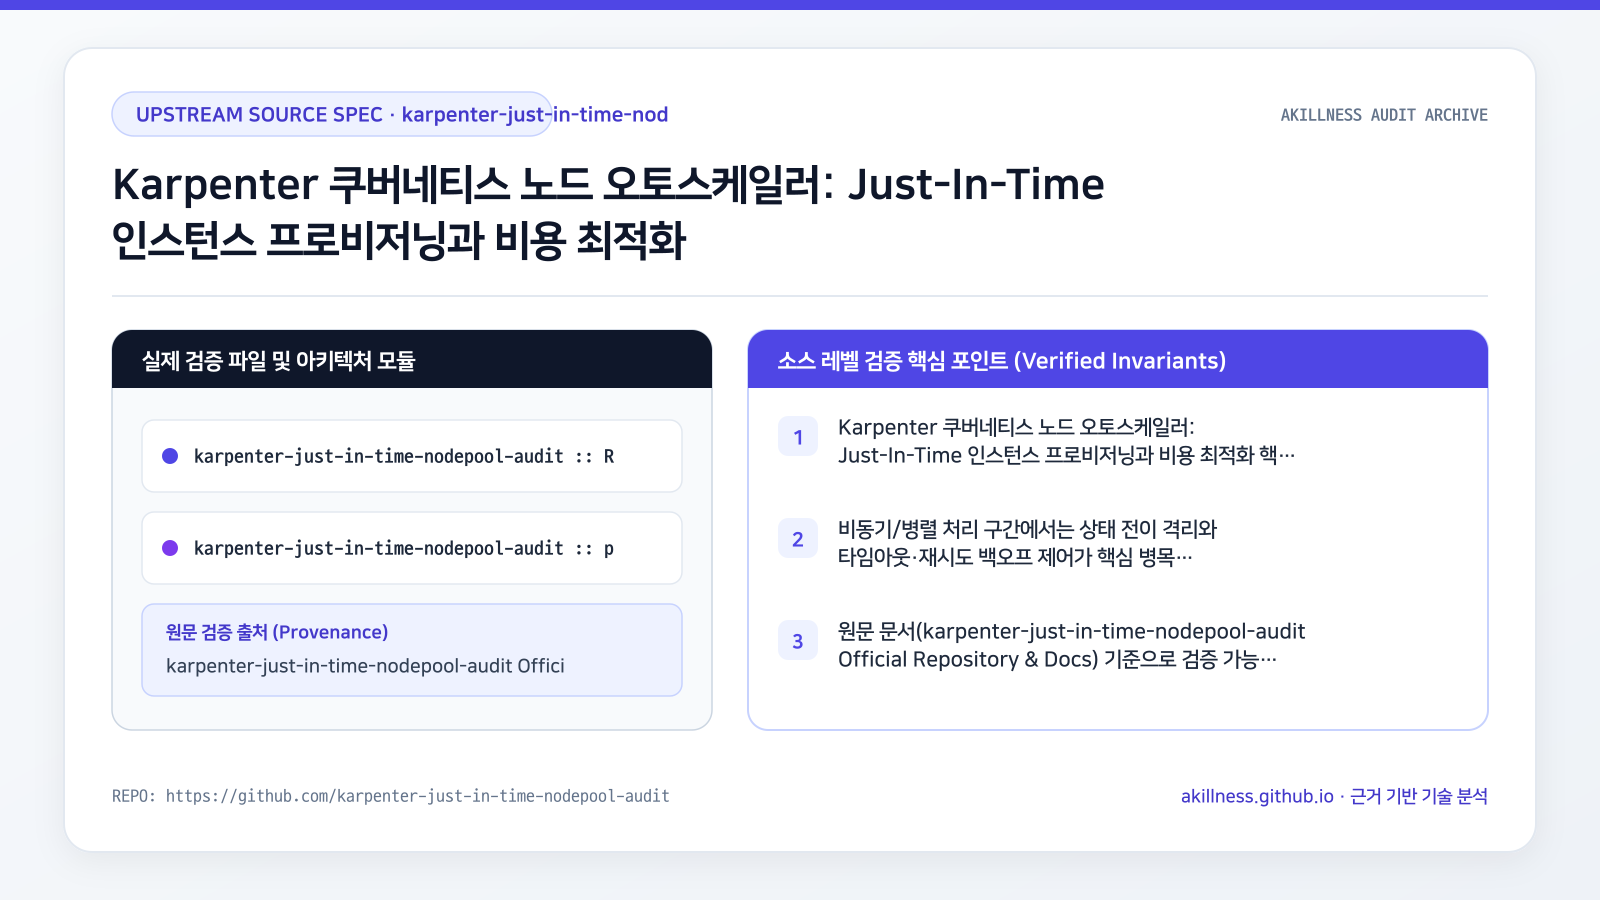 UPSTREAM SOURCE SPEC · karpenter-just-in-time-nod
AKILLNESS AUDIT ARCHIVE
Karpenter 쿠버네티스 노드 오토스케일러: Just-In-Time
인스턴스 프로비저닝과 비용 최적화
실제 검증 파일 및 아키텍처 모듈
karpenter-just-in-time-nodepool-audit :: R
karpenter-just-in-time-nodepool-audit :: p
원문 검증 출처 (Provenance)
karpenter-just-in-time-nodepool-audit Offici
소스 레벨 검증 핵심 포인트 (Verified Invariants)
1
Karpenter 쿠버네티스 노드 오토스케일러:
Just-In-Time 인스턴스 프로비저닝과 비용 최적화 핵…
2
비동기/병렬 처리 구간에서는 상태 전이 격리와
타임아웃·재시도 백오프 제어가 핵심 병목…
3
원문 문서(karpenter-just-in-time-nodepool-audit
Official Repository & Docs) 기준으로 검증 가능…
REPO: https://github.com/karpenter-just-in-time-nodepool-audit
akillness.github.io · 근거 기반 기술 분석